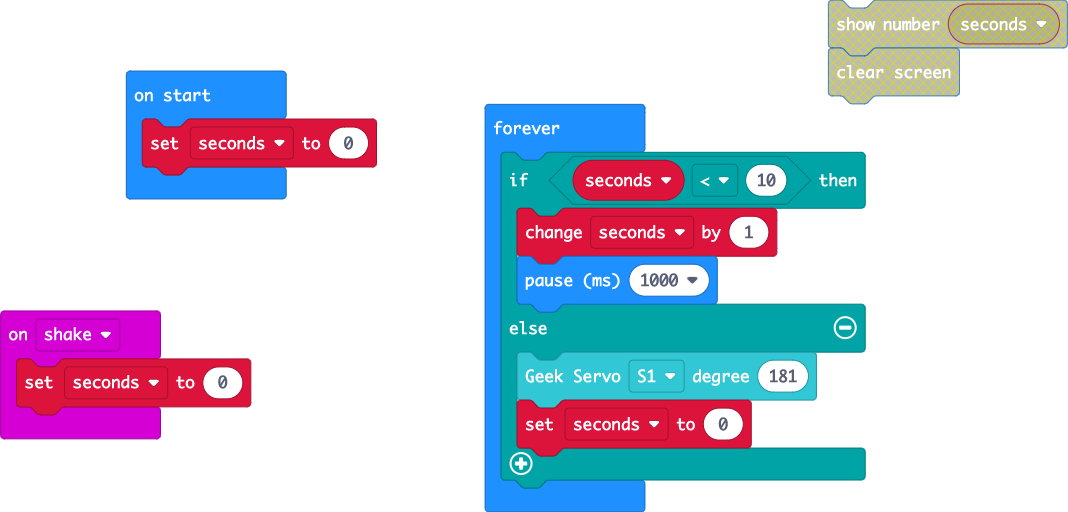 show number seconds
clear screen
on start
set seconds to 0
forever
if seconds < 10 then
change seconds by 1
pause (ms) 1000
else
Geek Servo S1 degree 181
set seconds to 0
on shake
set seconds to 0